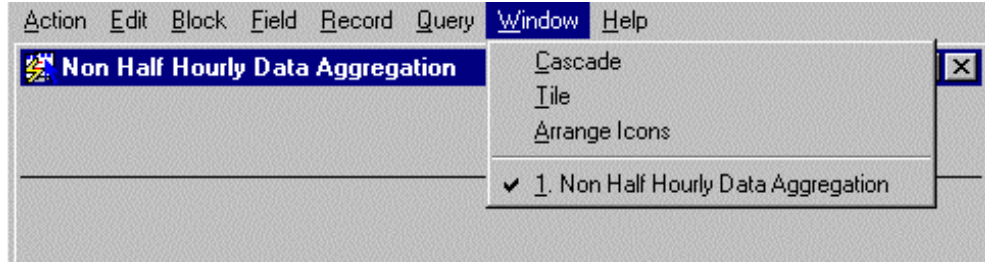 Action Edit Block Field Record Query Window Help
Non Half Hourly Data Aggregation
Cascade
Tile
Arrange Icons
✔ 1. Non Half Hourly Data Aggregation